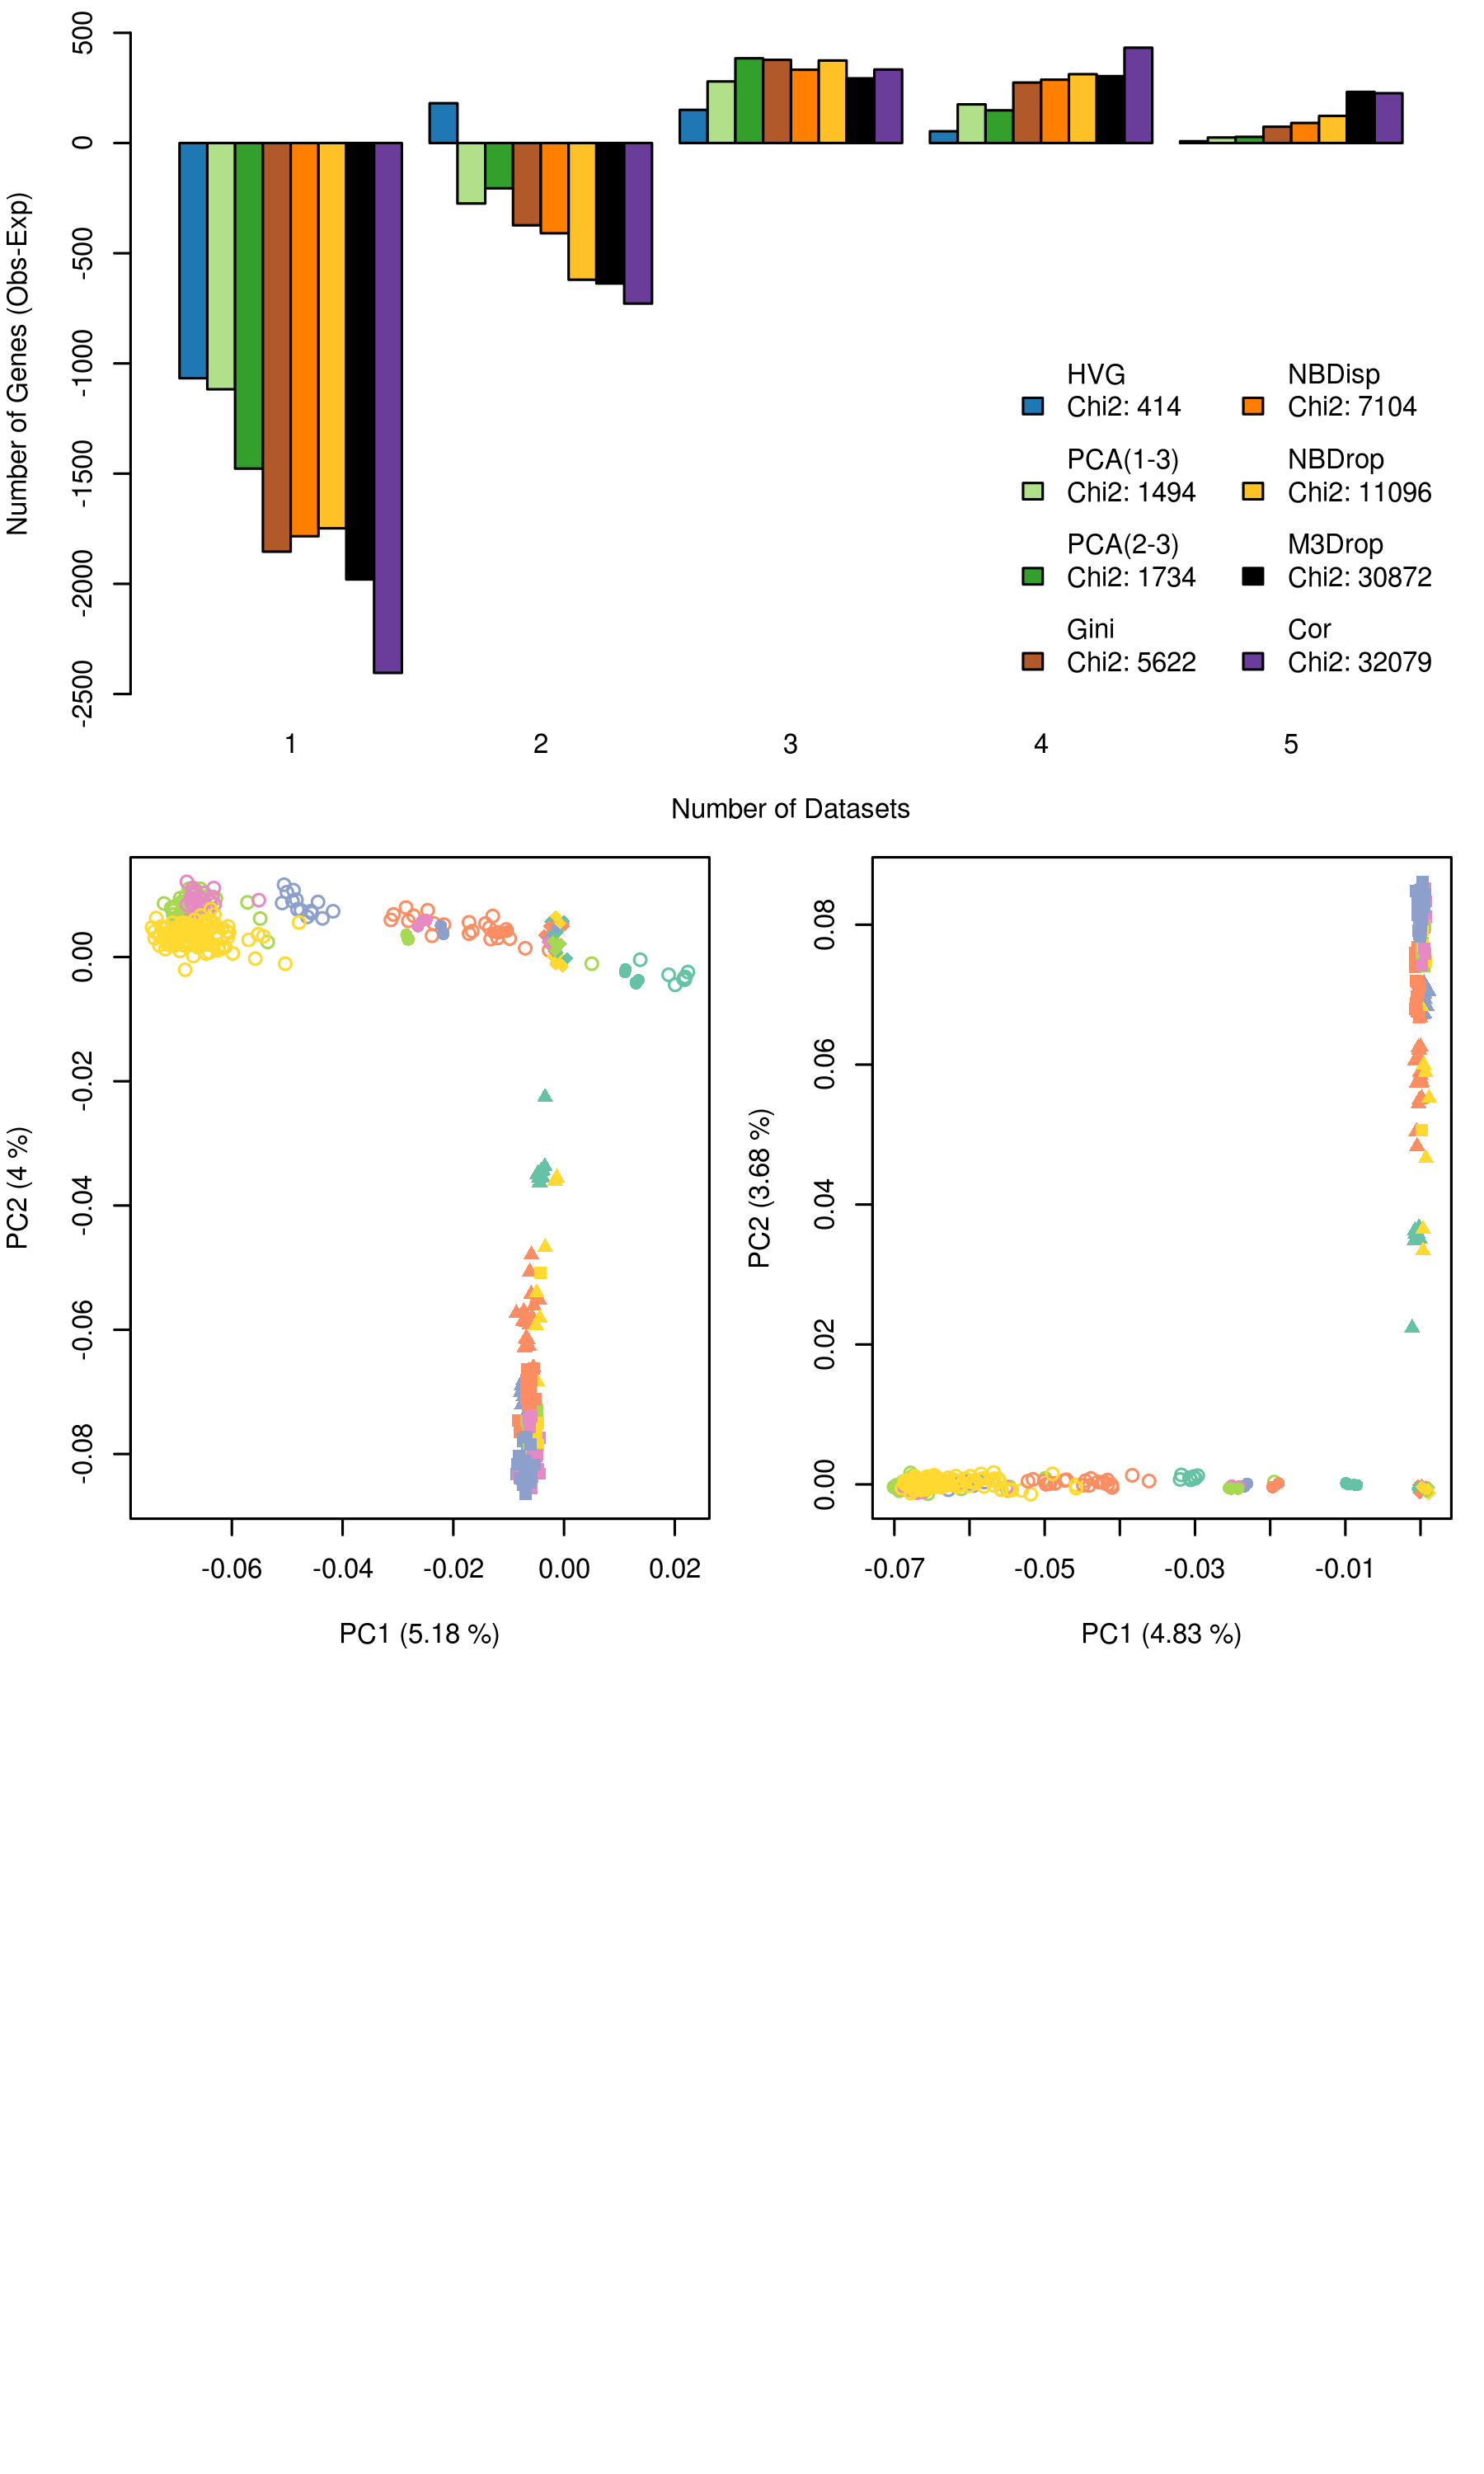 Number of Genes (Obs-Exp)
500
0
-500
-1000
-1500
-2000
-2500
HVG
Chi2: 414
PCA(1-3)
Chi2: 1494
PCA(2-3)
Chi2: 1734
Gini
Chi2: 5622
NBDisp
Chi2: 7104
NBDrop
Chi2: 11096
M3Drop
Chi2: 30872
Cor
Chi2: 32079
1 2 3 4 5
Number of Datasets
PC2 (4 %)
0.00
-0.02
-0.04
-0.06
-0.08
-0.06 -0.04 -0.02 0.00 0.02
PC1 (5.18 %)
PC2 (3.68 %)
0.08
0.06
0.04
0.02
0.00
-0.07 -0.05 -0.03 -0.01
PC1 (4.83 %)